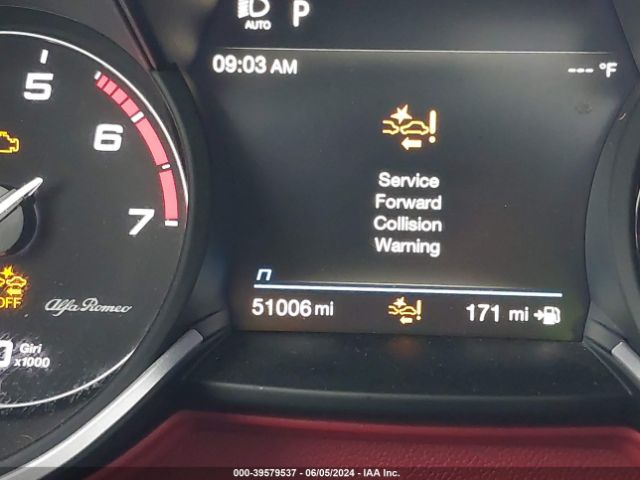 AUTO P
09:03 AM --- °F
5
6
7
Service
Forward
Collision
Warning
OFF
Alfa Romeo
51006 mi 171 mi
Giri
x1000
000-39579537 - 06/05/2024 - IAA Inc.